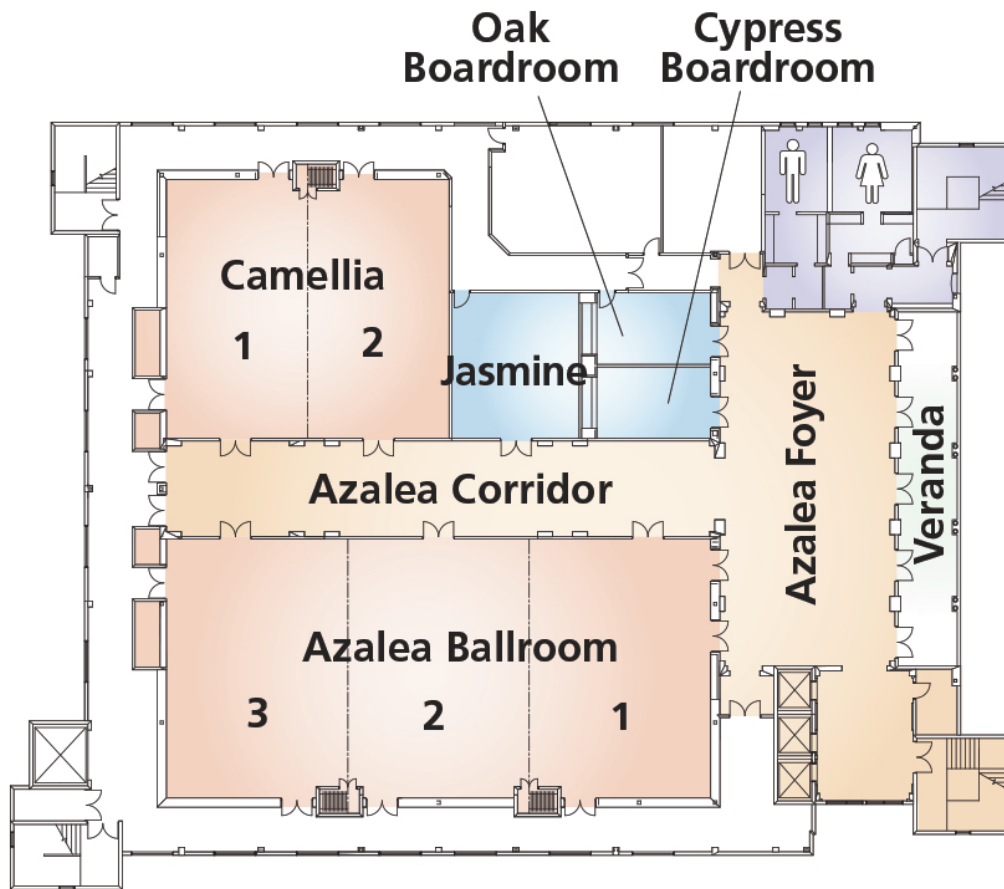 Oak
Boardroom
Cypress
Boardroom
Camellia
1
2
Jasmine
Azalea Corridor
Azalea Foyer
Veranda
Azalea Ballroom
3
2
1